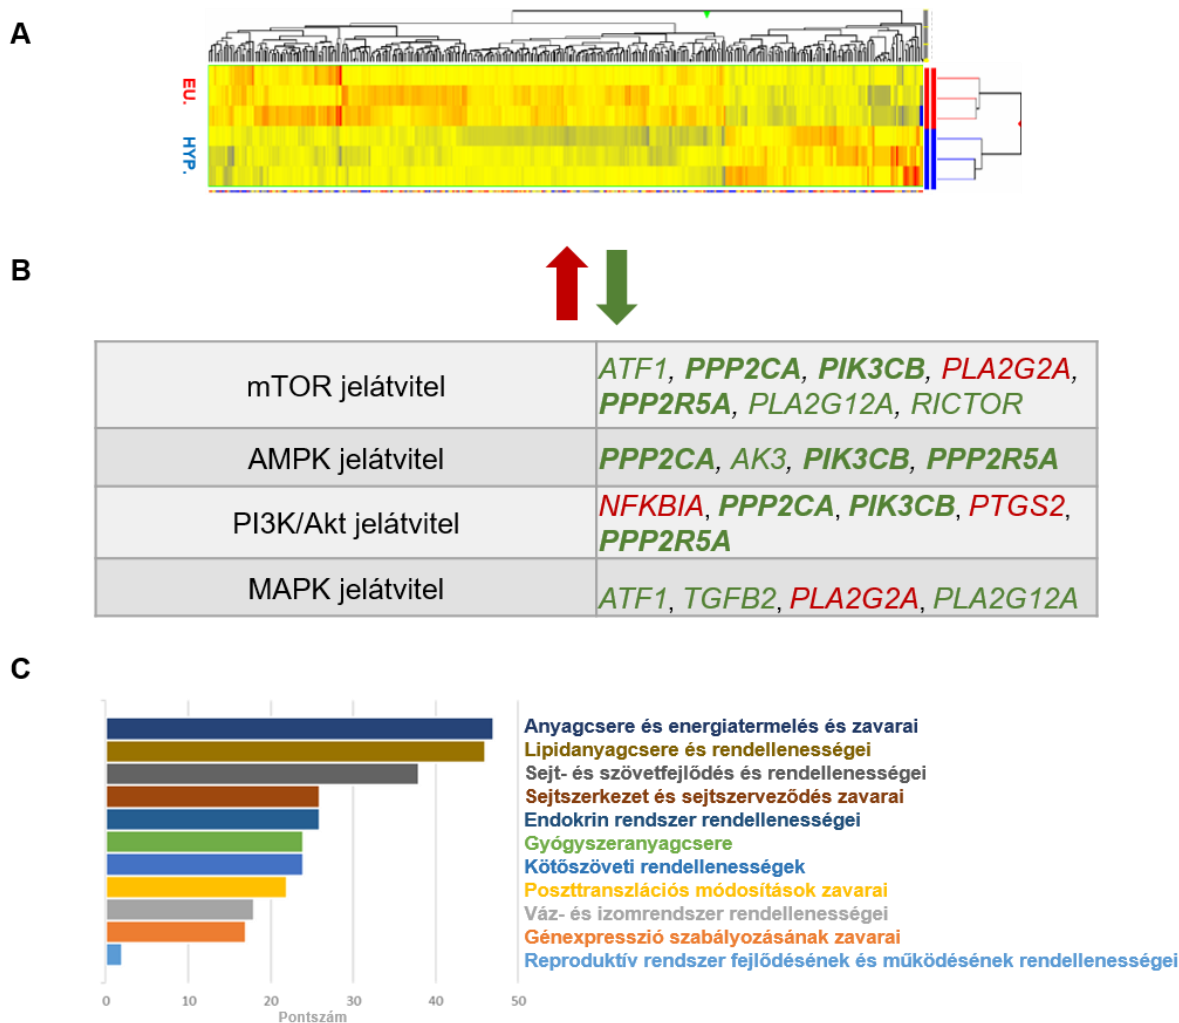 A
EU.
HYP.
B
mTOR jelátvitel
ATF1, PPP2CA, PIK3CB, PLA2G2A,
PPP2R5A, PLA2G12A, RICTOR
AMPK jelátvitel
PPP2CA, AK3, PIK3CB, PPP2R5A
PI3K/Akt jelátvitel
NFKBIA, PPP2CA, PIK3CB, PTGS2,
PPP2R5A
MAPK jelátvitel
ATF1, TGFB2, PLA2G2A, PLA2G12A
C
Anyagcsere és energiatermelés és zavarai
Lipidanyagcsere és rendellenességei
Sejt- és szövetfejlődés és rendellenességei
Sejtszerkezet és sejtszerveződés zavarai
Endokrin rendszer rendellenességei
Gyógyszeranyagcsere
Kötőszöveti rendellenességek
Poszttranszlációs módosítások zavarai
Váz- és izomrendszer rendellenességei
Génexpresszió szabályozásának zavarai
Reproduktív rendszer fejlődésének és működésének rendellenességei
0 10 20 30 40 50
Pontszám